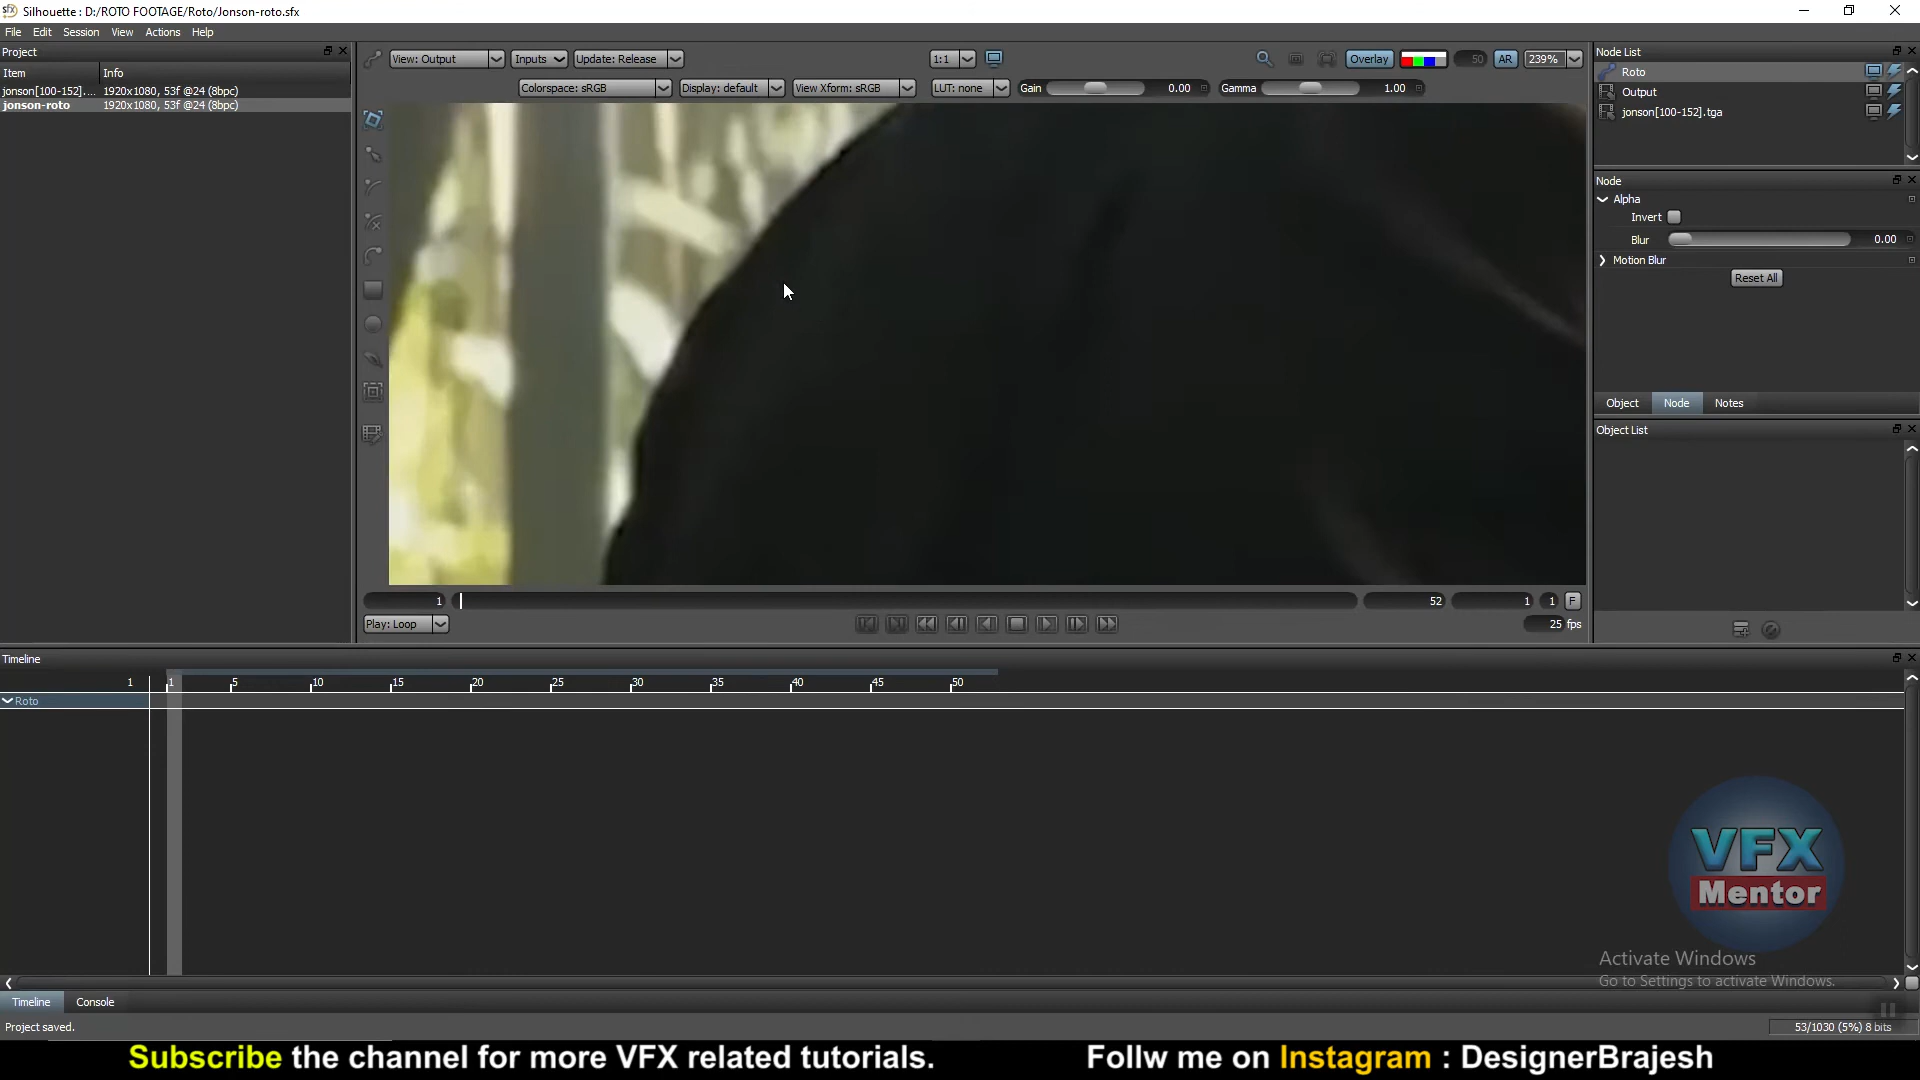 Silhouette : D:/ROTO FOOTAGE/Roto/Jonson-roto.sfx
File Edit Session View Actions Help
Project
Item Info
jonson[100-152].... 1920x1080, 53f @24 (8bpc)
jonson-roto 1920x1080, 53f @24 (8bpc)
View: Output Inputs Update: Release 1:1 Overlay 50 AR 239%
Colorspace: sRGB Display: default View Xform: sRGB LUT: none Gain 0.00 Gamma 1.00
Node List
Roto
Output
jonson[100-152].tga
Node
Alpha
Invert
Blur 0.00
Motion Blur
Reset All
Object Node Notes
Object List
1 52 1 1 F
Play: Loop 25 fps
Timeline
1 1 5 10 15 20 25 30 35 40 45 50
Roto
VFX
Mentor
Activate Windows
Go to Settings to activate Windows.
Timeline Console
Project saved. 53/1030 (5%) 8 bits
Subscribe the channel for more VFX related tutorials. Follw me on Instagram : DesignerBrajesh